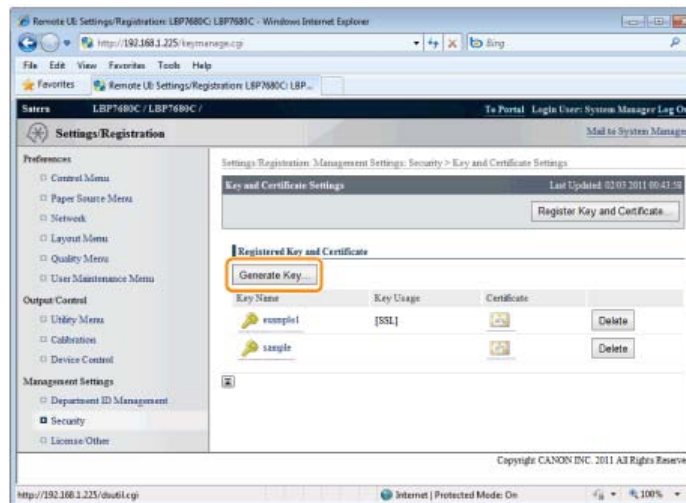 Remote UI: Settings/Registration: LBP7680C: LBP7680C - Windows Internet Explorer
http://192.168.1.225/keymanage.cgi
Bing
File Edit View Favorites Tools Help
Favorites
Remote UI: Settings/Registration: LBP7680C: LBP...
Satera LBP7680C / LBP7680C /
To Portal Login User: System Manager Log O
Settings/Registration
Mail to System Manage
Preferences
Control Menu
Paper Source Menu
Network
Layout Menu
Quality Menu
User Maintenance Menu
Output/Control
Utility Menu
Calibration
Device Control
Management Settings
Department ID Management
Security
License/Other
Settings/Registration: Management Settings: Security > Key and Certificate Settings
Key and Certificate Settings
Last Updated: 02/03 2011 00:43:58
Register Key and Certificate...
Registered Key and Certificate
Generate Key...
Key Name Key Usage Certificate
example1 [SSL] Delete
sample Delete
Copyright CANON INC. 2011 All Rights Reserve
http://192.168.1.225/dsutil.cgi
Internet | Protected Mode: On
100%